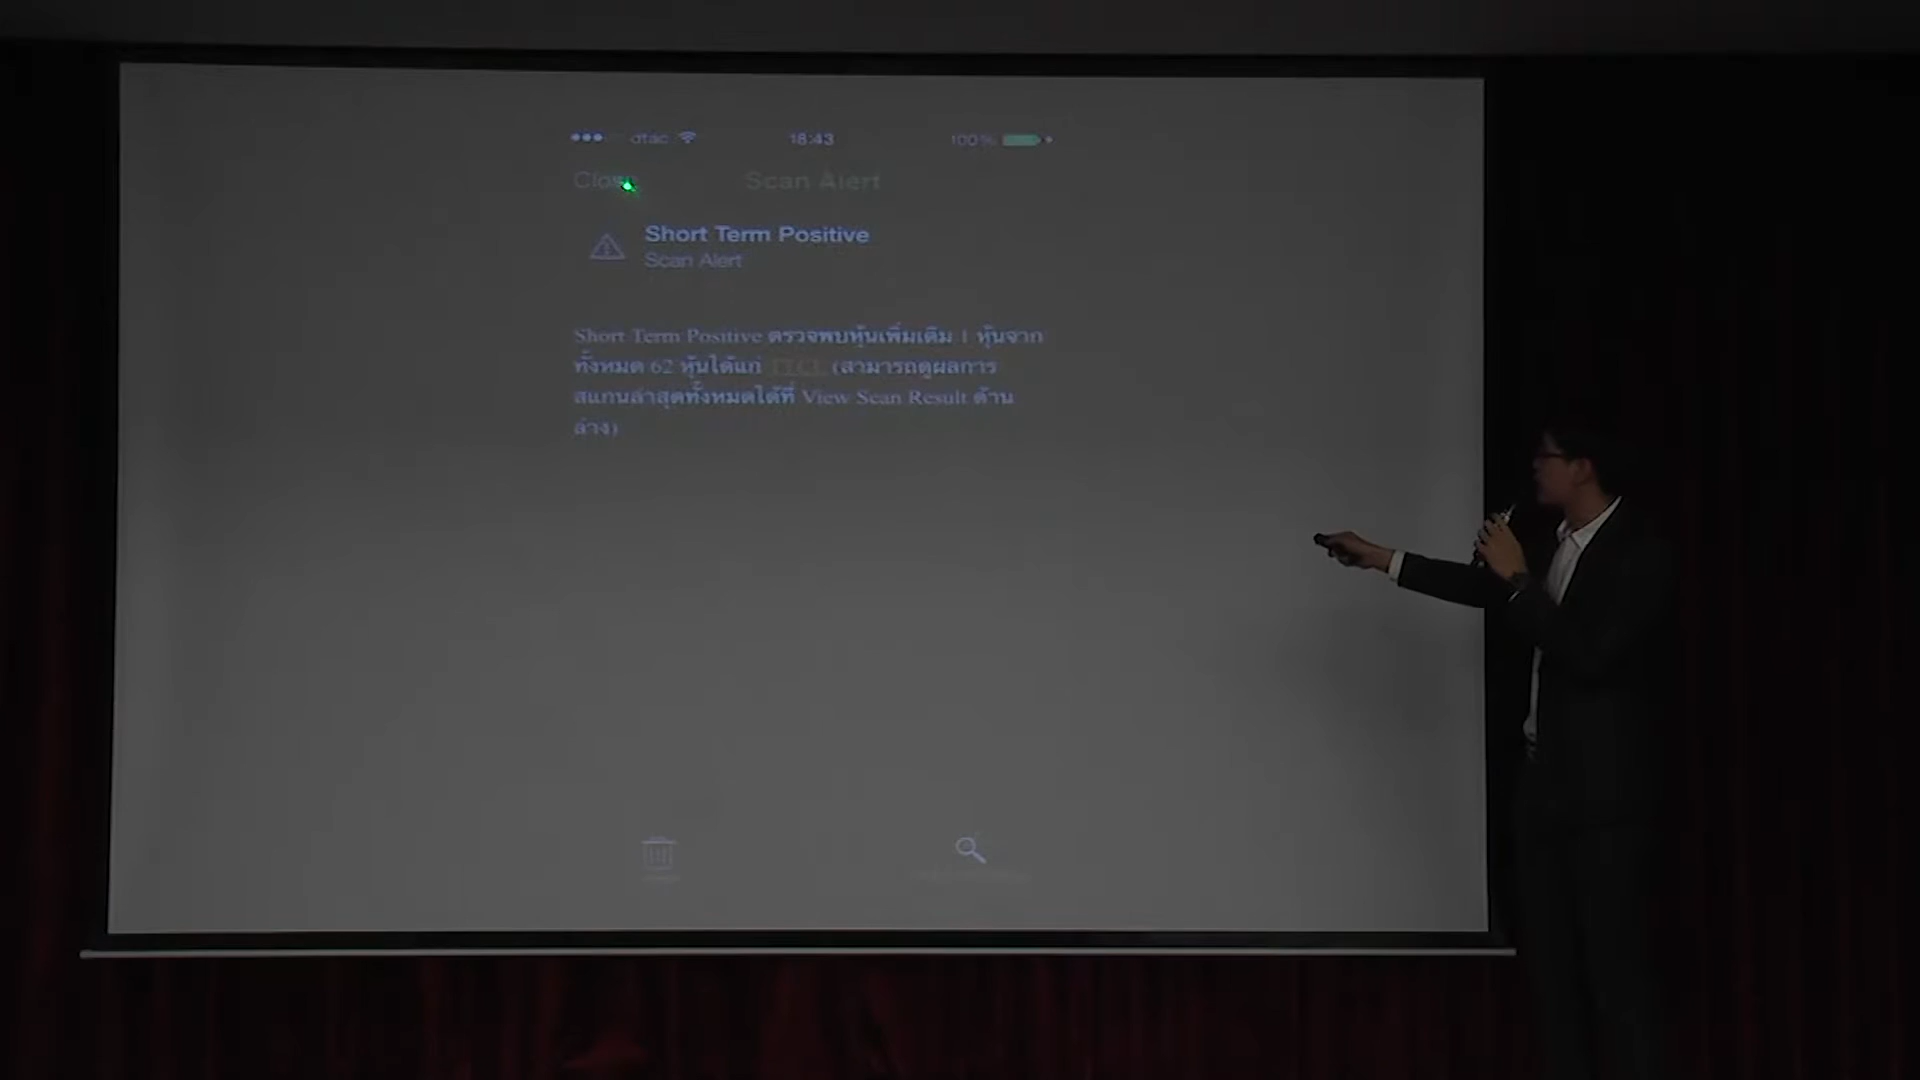 dtac 18:43 100%
Close Scan Alert
Short Term Positive
Scan Alert
Short Term Positive ตรวจพบหุ้นเพิ่มเติม 1 หุ้นจาก
ทั้งหมด 62 หุ้นได้แก่ TTCL (สามารถดูผลการ
สแกนล่าสุดทั้งหมดได้ที่ View Scan Result ด้าน
ล่าง)